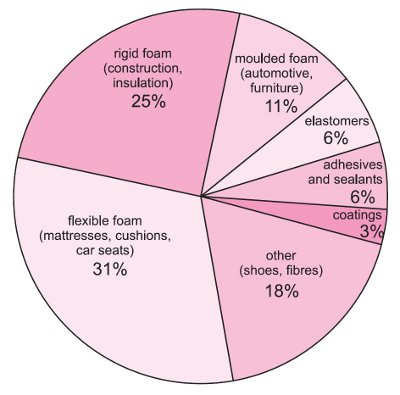 rigid foam
(construction,
insulation)
25%
moulded foam
(automotive,
furniture)
11%
elastomers
6%
adhesives
and sealants
6%
coatings
3%
other
(shoes, fibres)
18%
flexible foam
(mattresses, cushions,
car seats)
31%